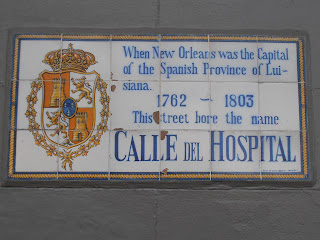 When New Orleans was the Capital
of the Spanish Province of Lui-
siana.
1762 - 1803
This street bore the name
CALLE DEL HOSPITAL